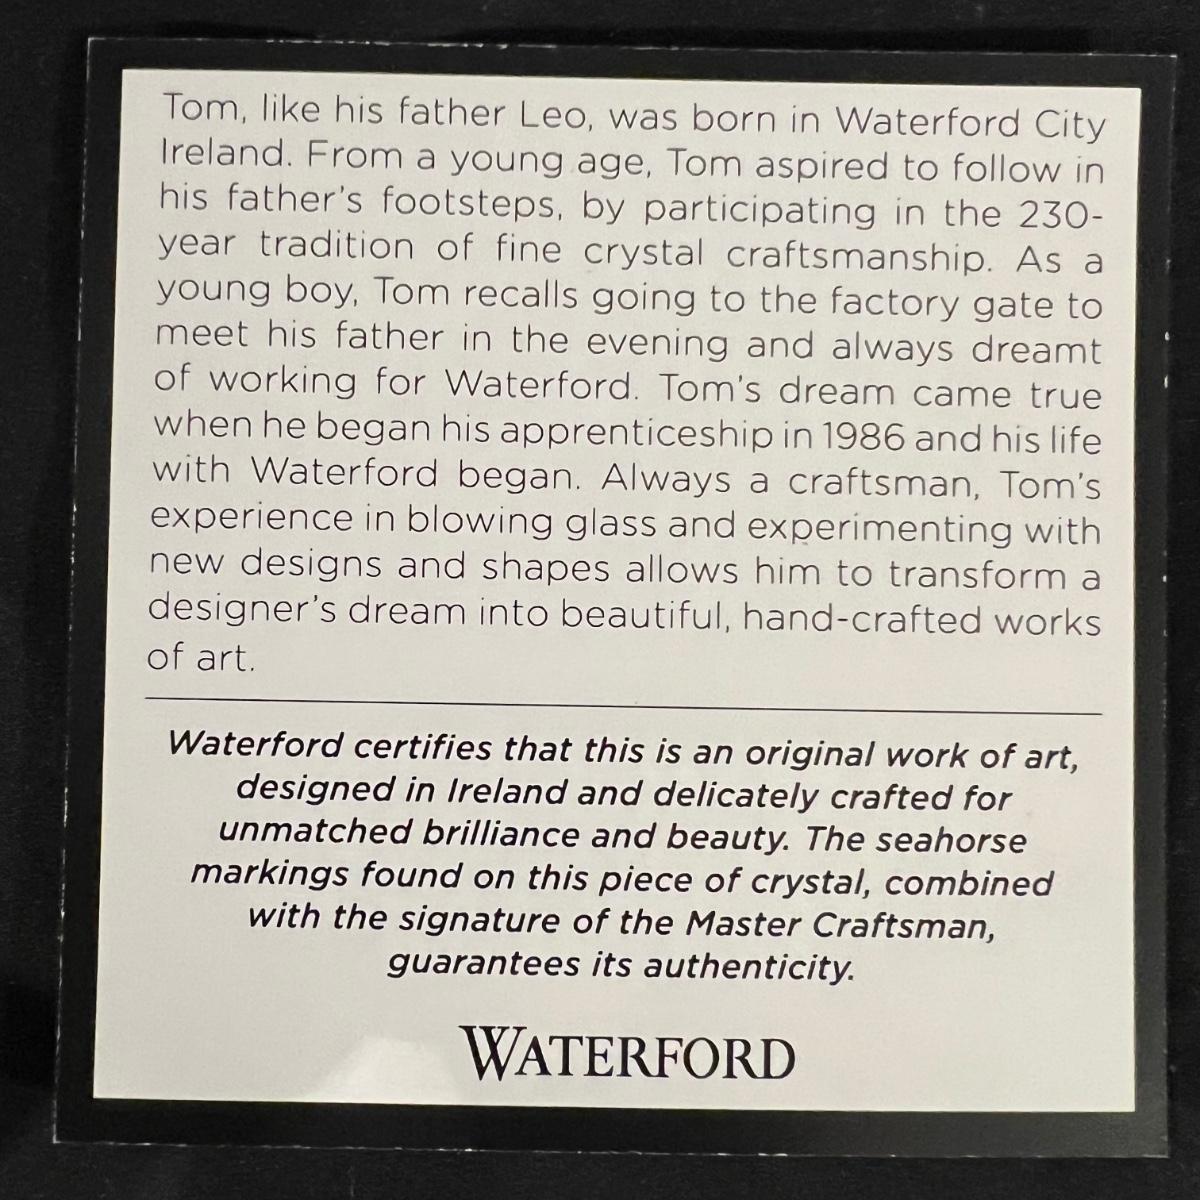 Tom, like his father Leo, was born in Waterford City
Ireland. From a young age, Tom aspired to follow in
his father's footsteps, by participating in the 230-
year tradition of fine crystal craftsmanship. As a
young boy, Tom recalls going to the factory gate to
meet his father in the evening and always dreamt
of working for Waterford. Tom's dream came true
when he began his apprenticeship in 1986 and his life
with Waterford began. Always a craftsman, Tom's
experience in blowing glass and experimenting with
new designs and shapes allows him to transform a
designer's dream into beautiful, hand-crafted works
of art.
Waterford certifies that this is an original work of art,
designed in Ireland and delicately crafted for
unmatched brilliance and beauty. The seahorse
markings found on this piece of crystal, combined
with the signature of the Master Craftsman,
guarantees its authenticity.
WATERFORD